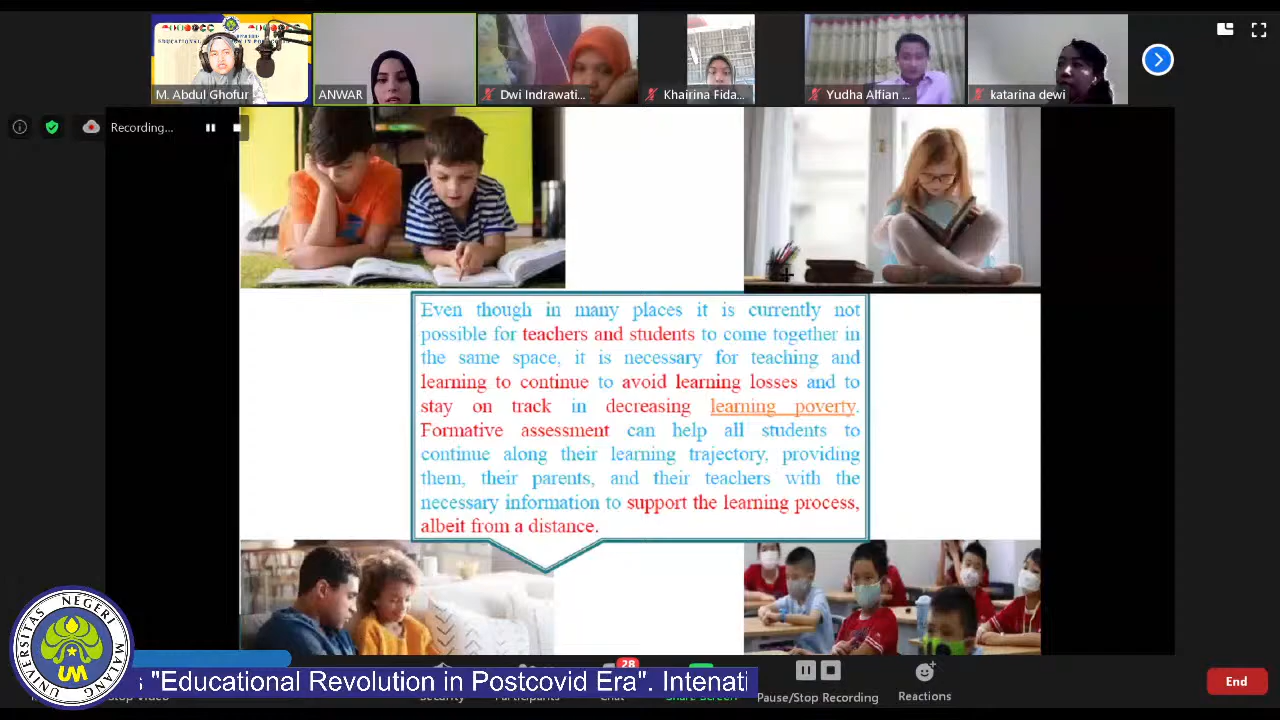 M. Abdul Ghofur
ANWAR
Dwi Indrawati...
Khairina Fida...
Yudha Alfian ...
katarina dewi
Recording...
Even though in many places it is currently not
possible for teachers and students to come together in
the same space, it is necessary for teaching and
learning to continue to avoid learning losses and to
stay on track in decreasing learning poverty.
Formative assessment can help all students to
continue along their learning trajectory, providing
them, their parents, and their teachers with the
necessary information to support the learning process,
albeit from a distance.
UNIVERSITAS NEGERI MALANG
UM
28
s "Educational Revolution in Postcovid Era". Intenati
Pause/Stop Recording
Reactions
End